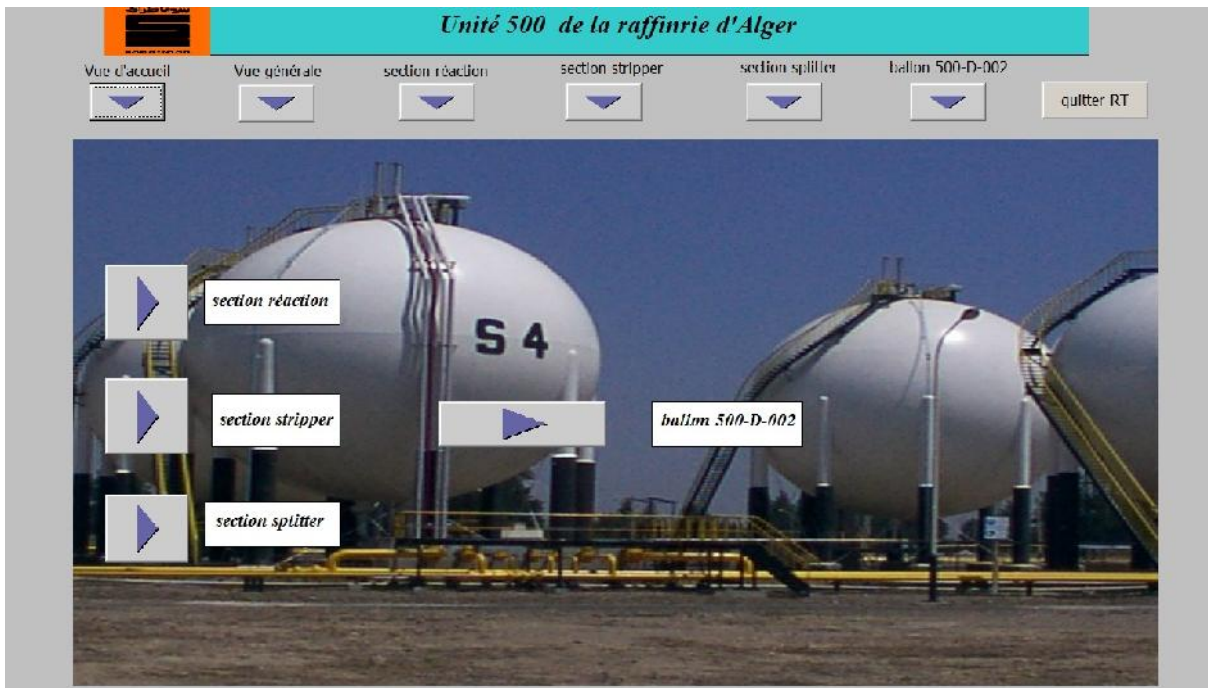 Unité 500 de la raffinrie d'Alger
Vue d'accueil
Vue générale
section réaction
section stripper
section splitter
ballon 500-D-002
quitter RT
section réaction
S 4
section stripper
ballon 500-D-002
section splitter